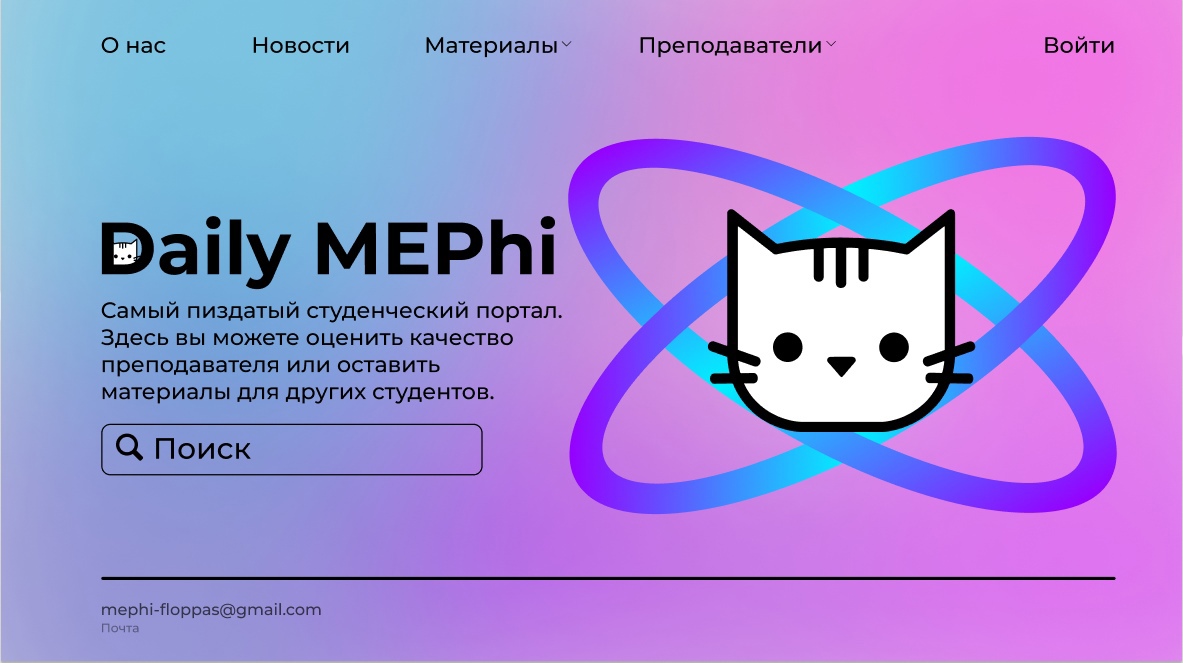 О нас
Новости
Материалы
Преподаватели
Войти
Daily MEPhi
Самый пиздатый студенческий портал.
Здесь вы можете оценить качество
преподавателя или оставить
материалы для других студентов.
Поиск
mephi-floppas@gmail.com
Почта